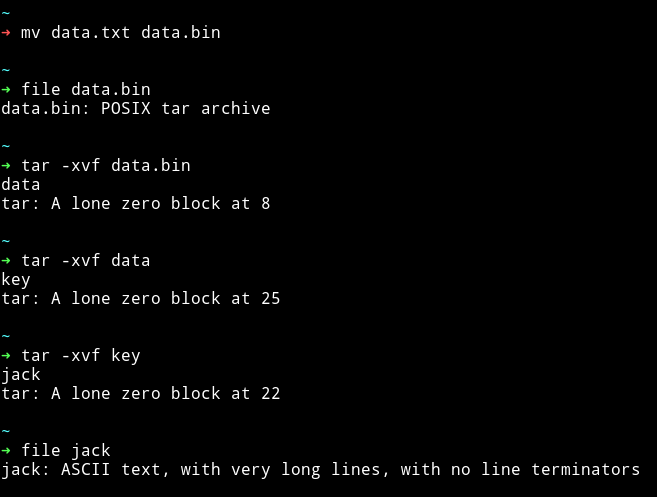 ~
→ mv data.txt data.bin
~
→ file data.bin
data.bin: POSIX tar archive
~
→ tar -xvf data.bin
data
tar: A lone zero block at 8
~
→ tar -xvf data
key
tar: A lone zero block at 25
~
→ tar -xvf key
jack
tar: A lone zero block at 22
~
→ file jack
jack: ASCII text, with very long lines, with no line terminators